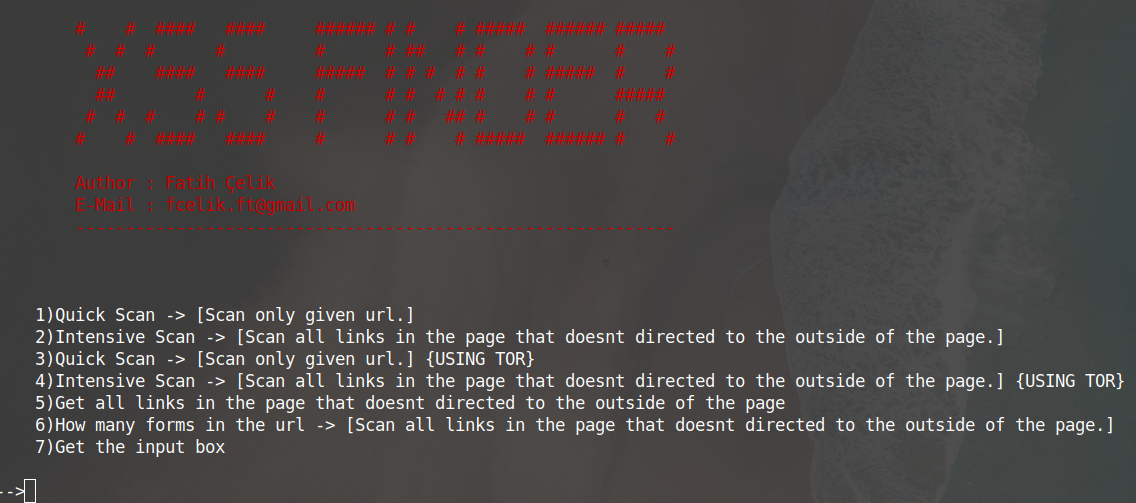 XSS FINDER
Author : Fatih Çelik
E-Mail : fcelik.ft@gmail.com
------------------------------------------------------------
1)Quick Scan -> [Scan only given url.]
2)Intensive Scan -> [Scan all links in the page that doesnt directed to the outside of the page.]
3)Quick Scan -> [Scan only given url.] {USING TOR}
4)Intensive Scan -> [Scan all links in the page that doesnt directed to the outside of the page.] {USING TOR}
5)Get all links in the page that doesnt directed to the outside of the page
6)How many forms in the url -> [Scan all links in the page that doesnt directed to the outside of the page.]
7)Get the input box
-->